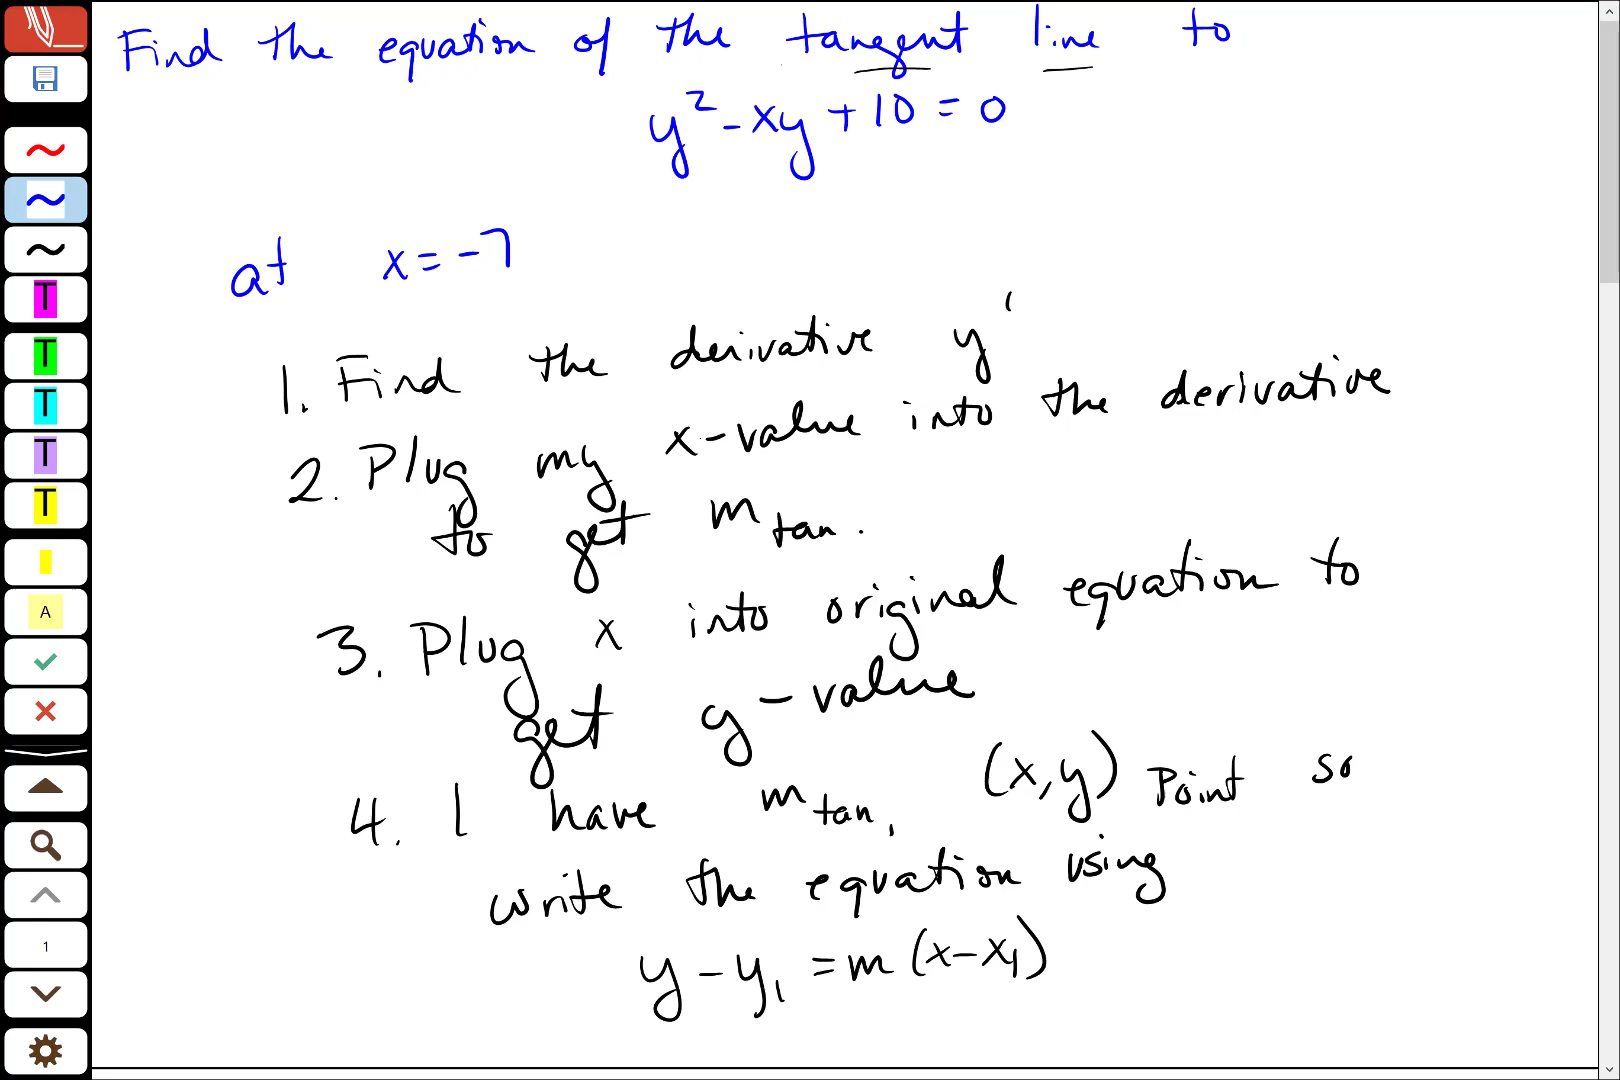 Find the equation of the tangent line to
y² - xy + 10 = 0
at x = -7
1. Find the derivative y'
2. Plug my x-value into the derivative
to get m tan.
3. Plug x into original equation to
get y-value
4. I have m tan, (x,y) Point so
write the equation using
y - y₁ = m (x - x₁)
T
T
T
T
T
A
1